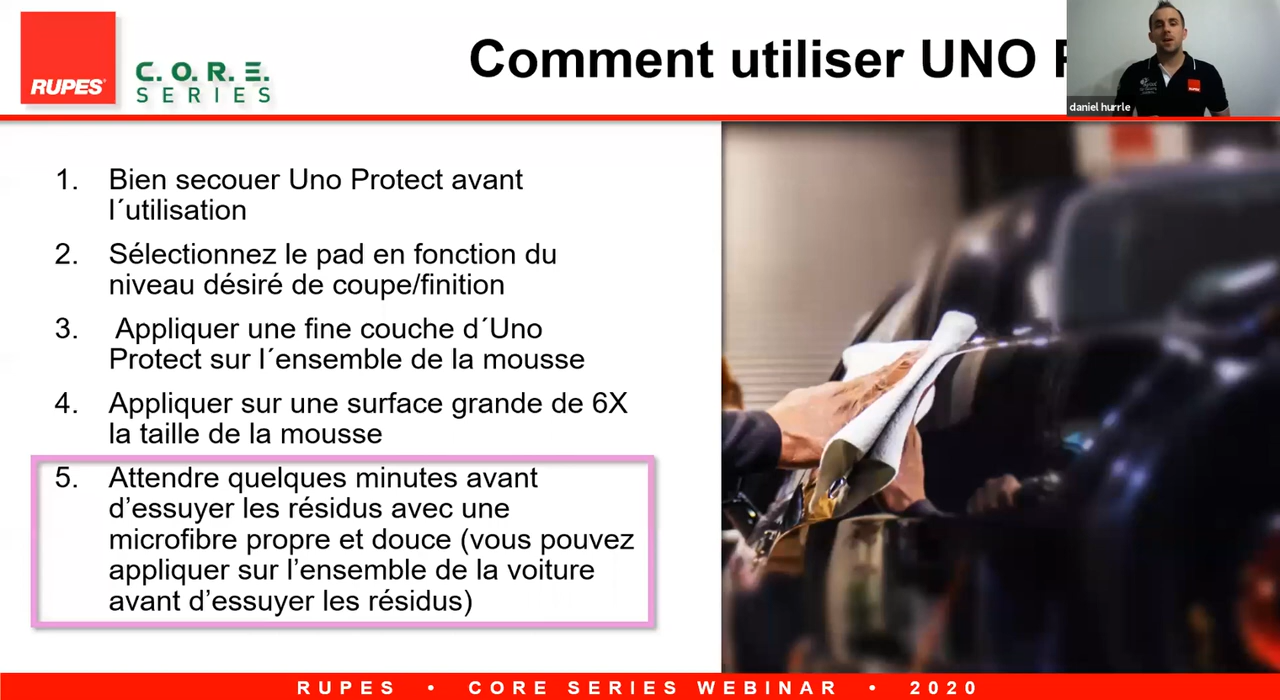 RUPES
C.O.R.E.
SERIES
Comment utiliser UNO
daniel hurrle
RUPES
1. Bien secouer Uno Protect avant
l´utilisation
2. Sélectionnez le pad en fonction du
niveau désiré de coupe/finition
3. Appliquer une fine couche d´Uno
Protect sur l´ensemble de la mousse
4. Appliquer sur une surface grande de 6X
la taille de la mousse
5. Attendre quelques minutes avant
d’essuyer les résidus avec une
microfibre propre et douce (vous pouvez
appliquer sur l’ensemble de la voiture
avant d’essuyer les résidus)
RUPES • CORE SERIES WEBINAR • 2020